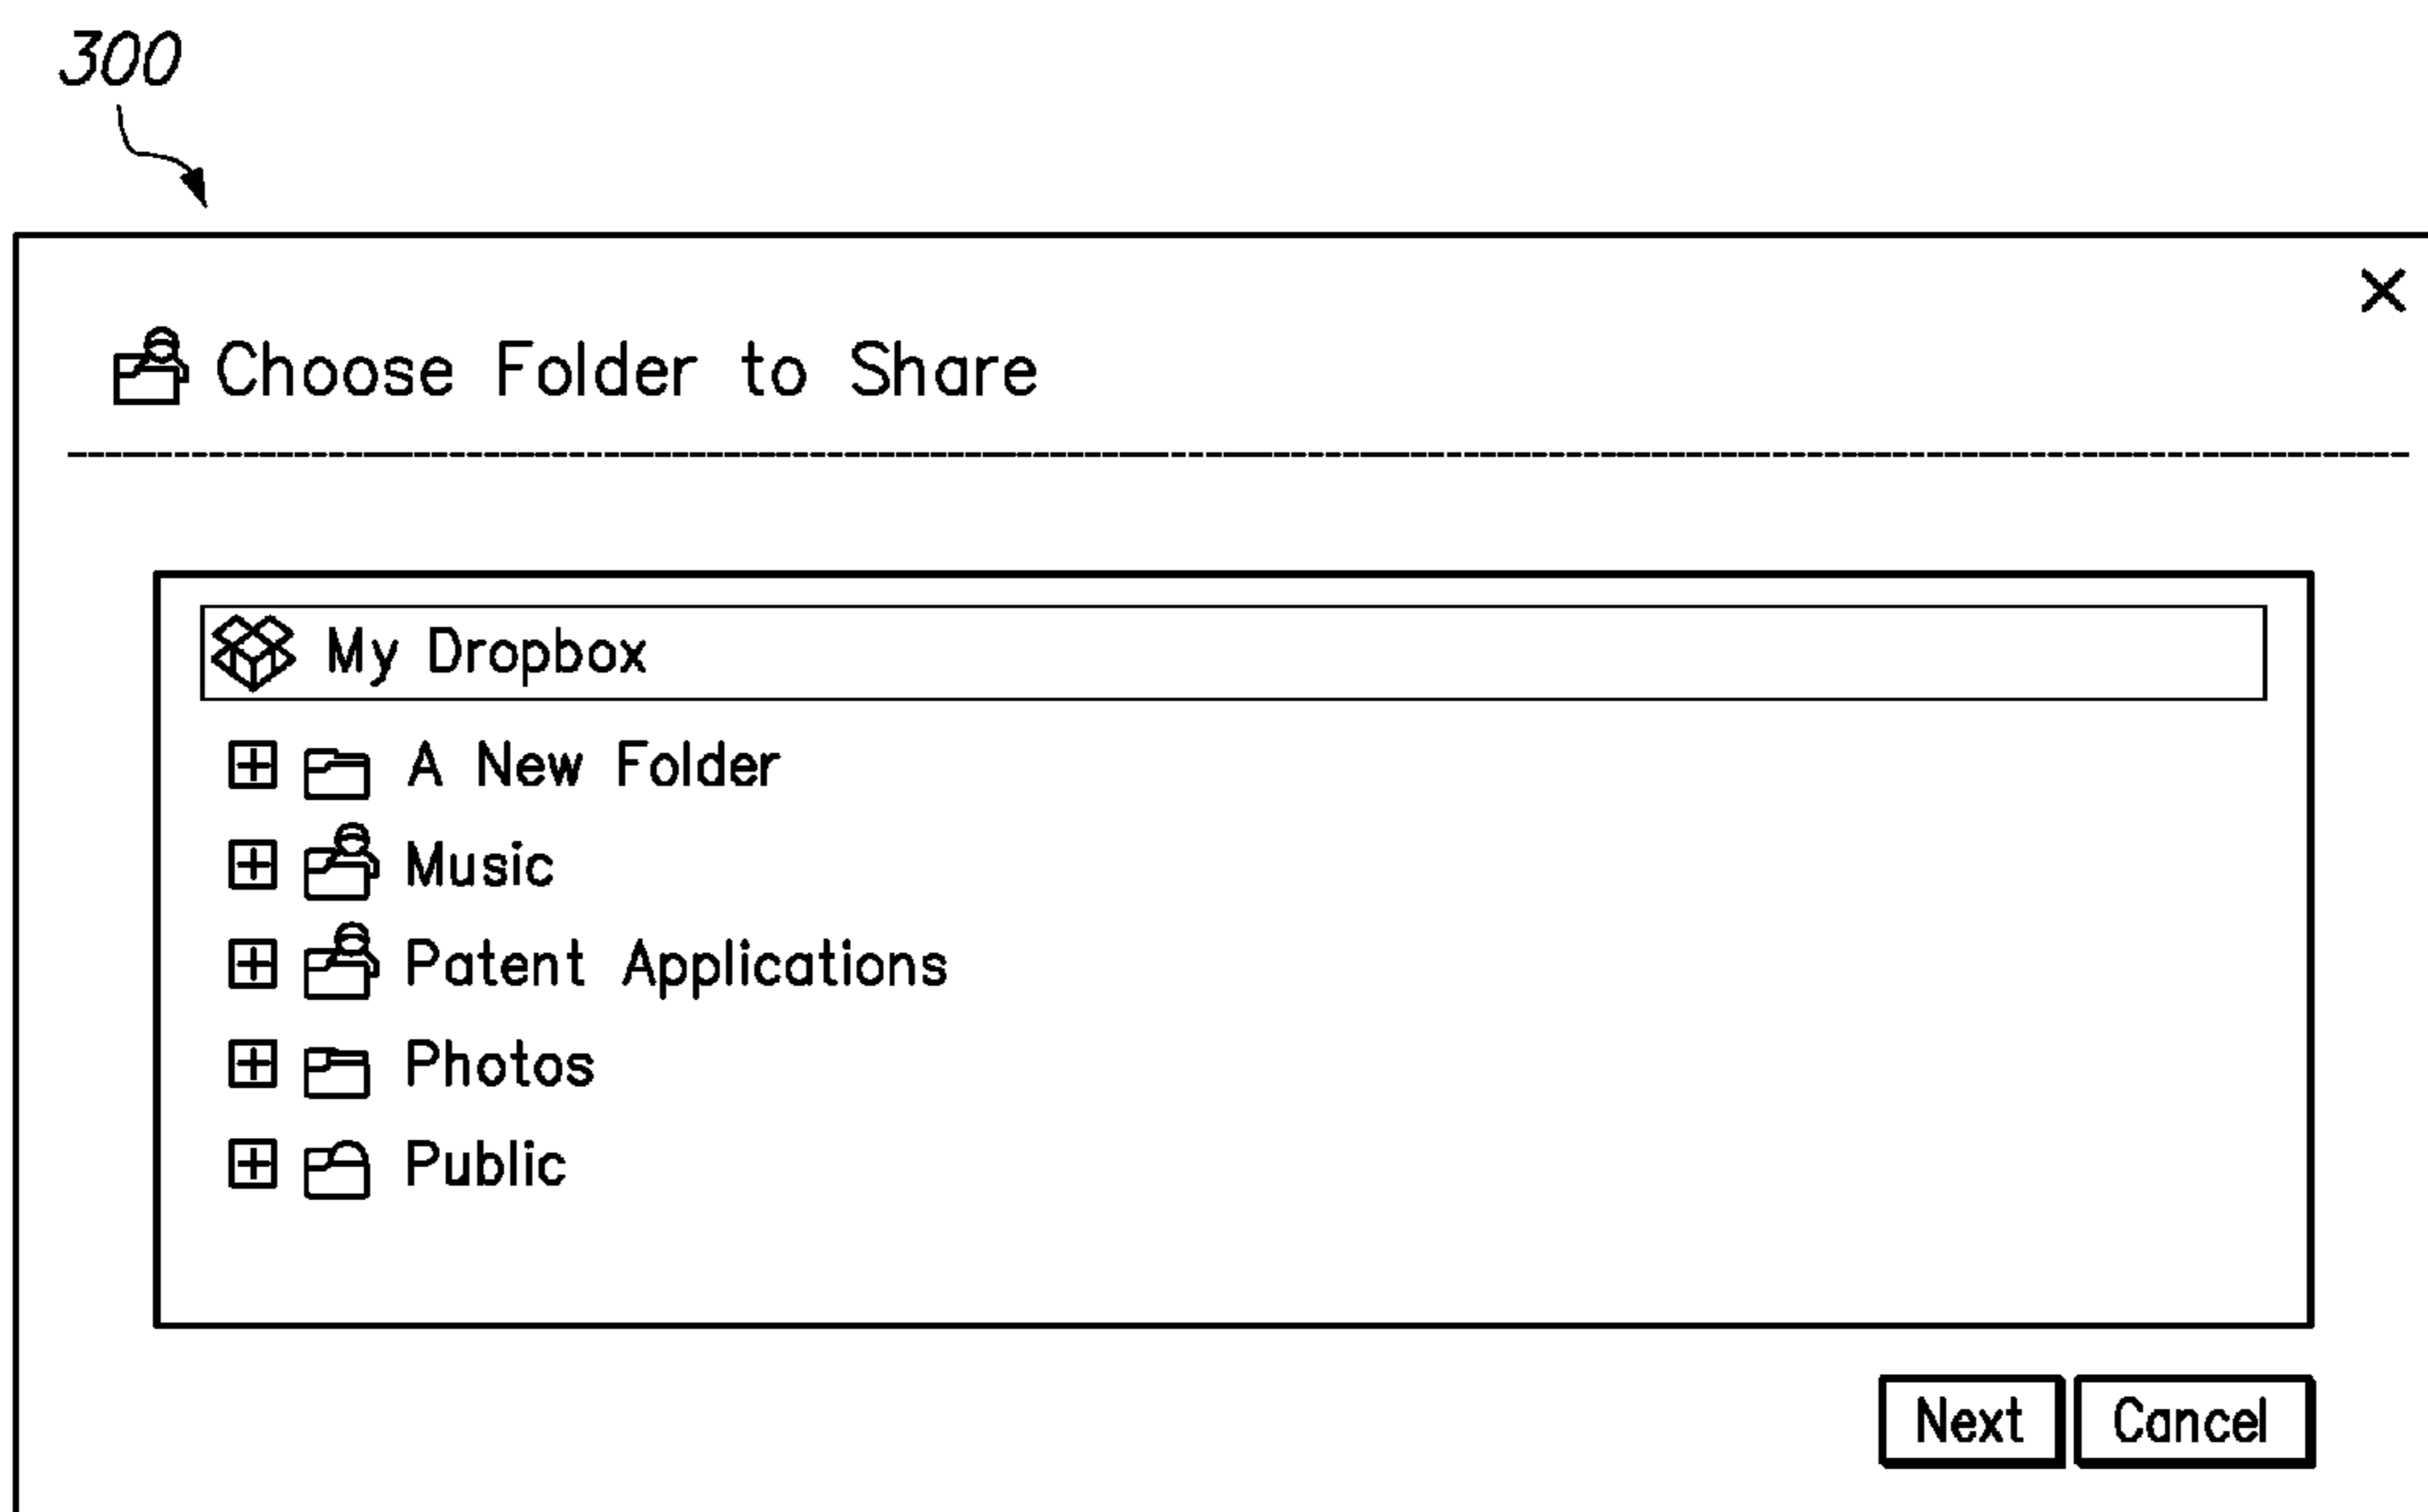 300
Choose Folder to Share
My Dropbox
A New Folder
Music
Patent Applications
Photos
Public
Next Cancel